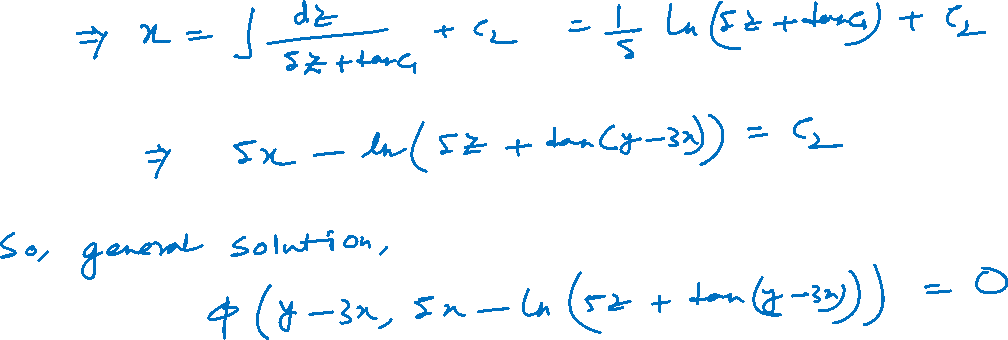 ⇒ x = ∫ dz / (5z + tan c₁) + c₂ = 1/5 ln(5z + tan c₁) + c₂
⇒ 5x − ln(5z + tan(y−3x)) = c₂
So, general solution,
φ(y−3x, 5x − ln(5z + tan(y−3x))) = 0